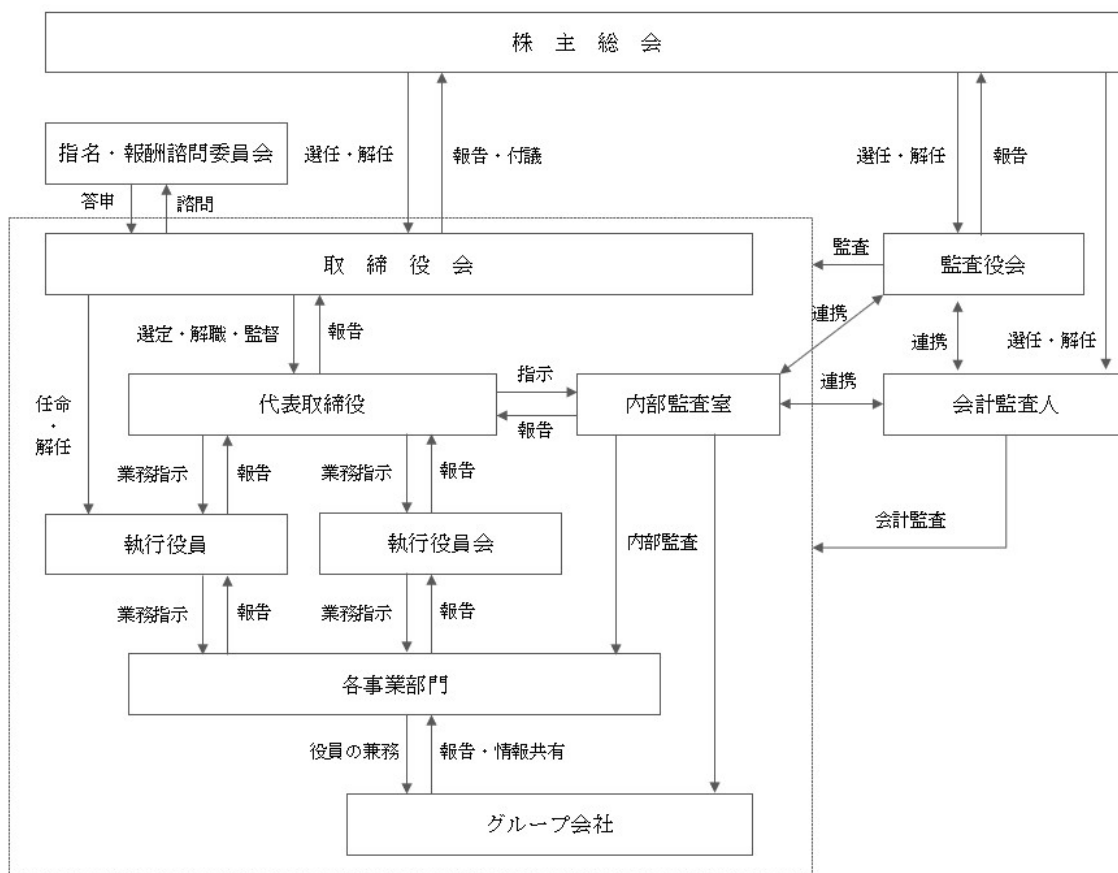 株主総会
指名・報酬諮問委員会
選任・解任
報告・付議
選任・解任
報告
答申
諮問
取締役会
監査
監査役会
選定・解職・監督
報告
連携
連携
選任・解任
任命
・
解任
代表取締役
指示
報告
内部監査室
連携
会計監査人
業務指示
報告
業務指示
報告
執行役員
執行役員会
内部監査
会計監査
業務指示
報告
業務指示
報告
各事業部門
役員の兼務
報告・情報共有
グループ会社